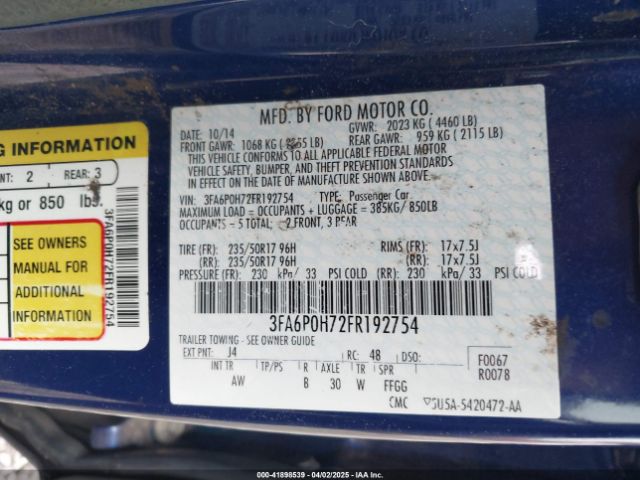 MFD. BY FORD MOTOR CO.
DATE: 10/14 GVWR: 2023 KG ( 4460 LB)
FRONT GAWR: 1068 KG ( LB) REAR GAWR: 959 KG ( 2115 LB)
THIS VEHICLE CONFORMS TO ALL APPLICABLE FEDERAL MOTOR
VEHICLE SAFETY, BUMPER, AND THEFT PREVENTION STANDARDS
IN EFFECT ON THE DATE OF MANUFACTURE SHOWN ABOVE.
VIN: 3FA6P0H72FR192754 TYPE: Passenger Car
MAXIMUM LOAD = OCCUPANTS + LUGGAGE = 385KG/ 850LB
OCCUPANTS - 5 TOTAL, 2 FRONT, 3 REAR
TIRE (FR): 235/50R17 96H RIMS (FR): 17x7.5J
(RR): 235/50R17 96H (RR): 17x7.5J
PRESSURE (FR): 230 kPa/ 33 PSI COLD (RR): 230 kPa/ 33 PSI COLD
3FA6P0H72FR192754
TRAILER TOWING - SEE OWNER GUIDE
EXT PNT: J4 RC: 48 DSO: F0067
INT TR TP/PS R AXLE TR SPR R0078
AW B 30 W FFGG
CMC 5U5A-5420472-AA
G INFORMATION
NT: 2 REAR: 3
kg or 850 lbs.
SEE OWNERS
MANUAL FOR
ADDITIONAL
INFORMATION
3FA6P0H72FR192754
000-41898539 - 04/02/2025 - IAAI.com